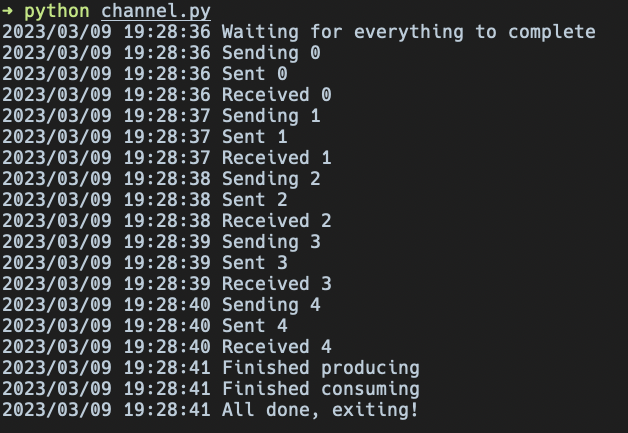 → python channel.py
2023/03/09 19:28:36 Waiting for everything to complete
2023/03/09 19:28:36 Sending 0
2023/03/09 19:28:36 Sent 0
2023/03/09 19:28:36 Received 0
2023/03/09 19:28:37 Sending 1
2023/03/09 19:28:37 Sent 1
2023/03/09 19:28:37 Received 1
2023/03/09 19:28:38 Sending 2
2023/03/09 19:28:38 Sent 2
2023/03/09 19:28:38 Received 2
2023/03/09 19:28:39 Sending 3
2023/03/09 19:28:39 Sent 3
2023/03/09 19:28:39 Received 3
2023/03/09 19:28:40 Sending 4
2023/03/09 19:28:40 Sent 4
2023/03/09 19:28:40 Received 4
2023/03/09 19:28:41 Finished producing
2023/03/09 19:28:41 Finished consuming
2023/03/09 19:28:41 All done, exiting!